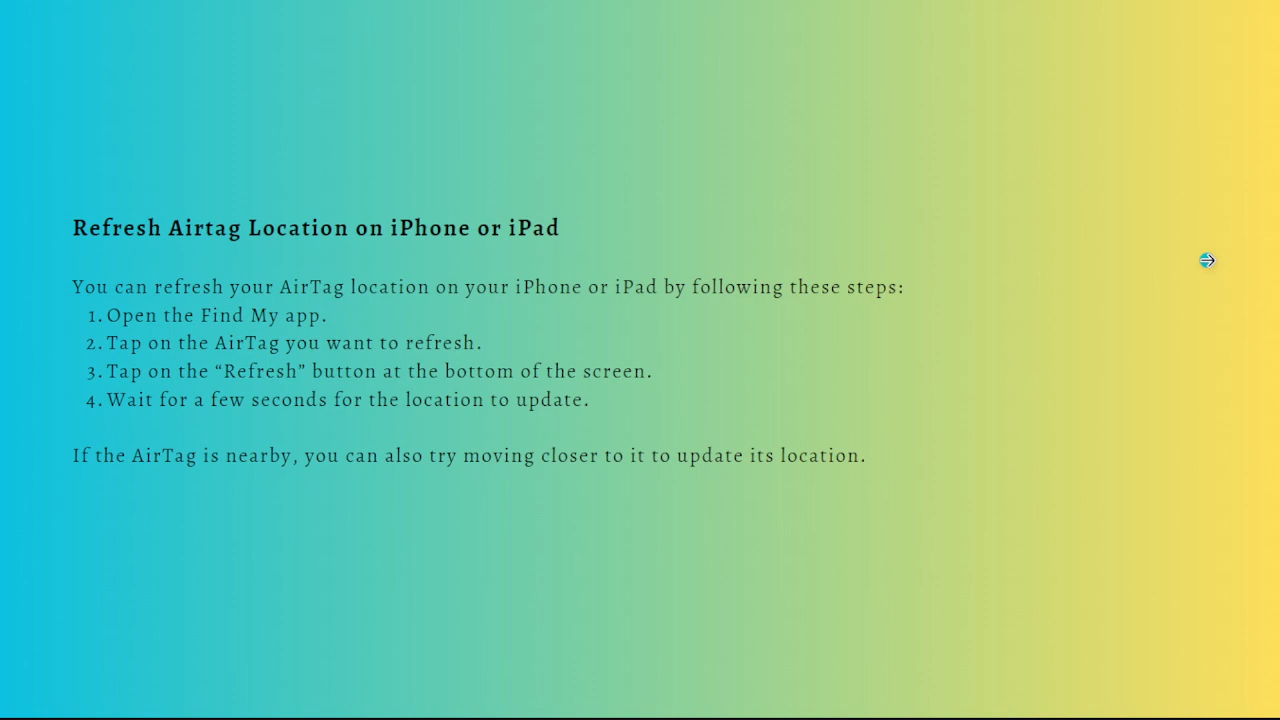 Refresh Airtag Location on iPhone or iPad
You can refresh your AirTag location on your iPhone or iPad by following these steps:
1. Open the Find My app.
2. Tap on the AirTag you want to refresh.
3. Tap on the “Refresh” button at the bottom of the screen.
4. Wait for a few seconds for the location to update.
If the AirTag is nearby, you can also try moving closer to it to update its location.